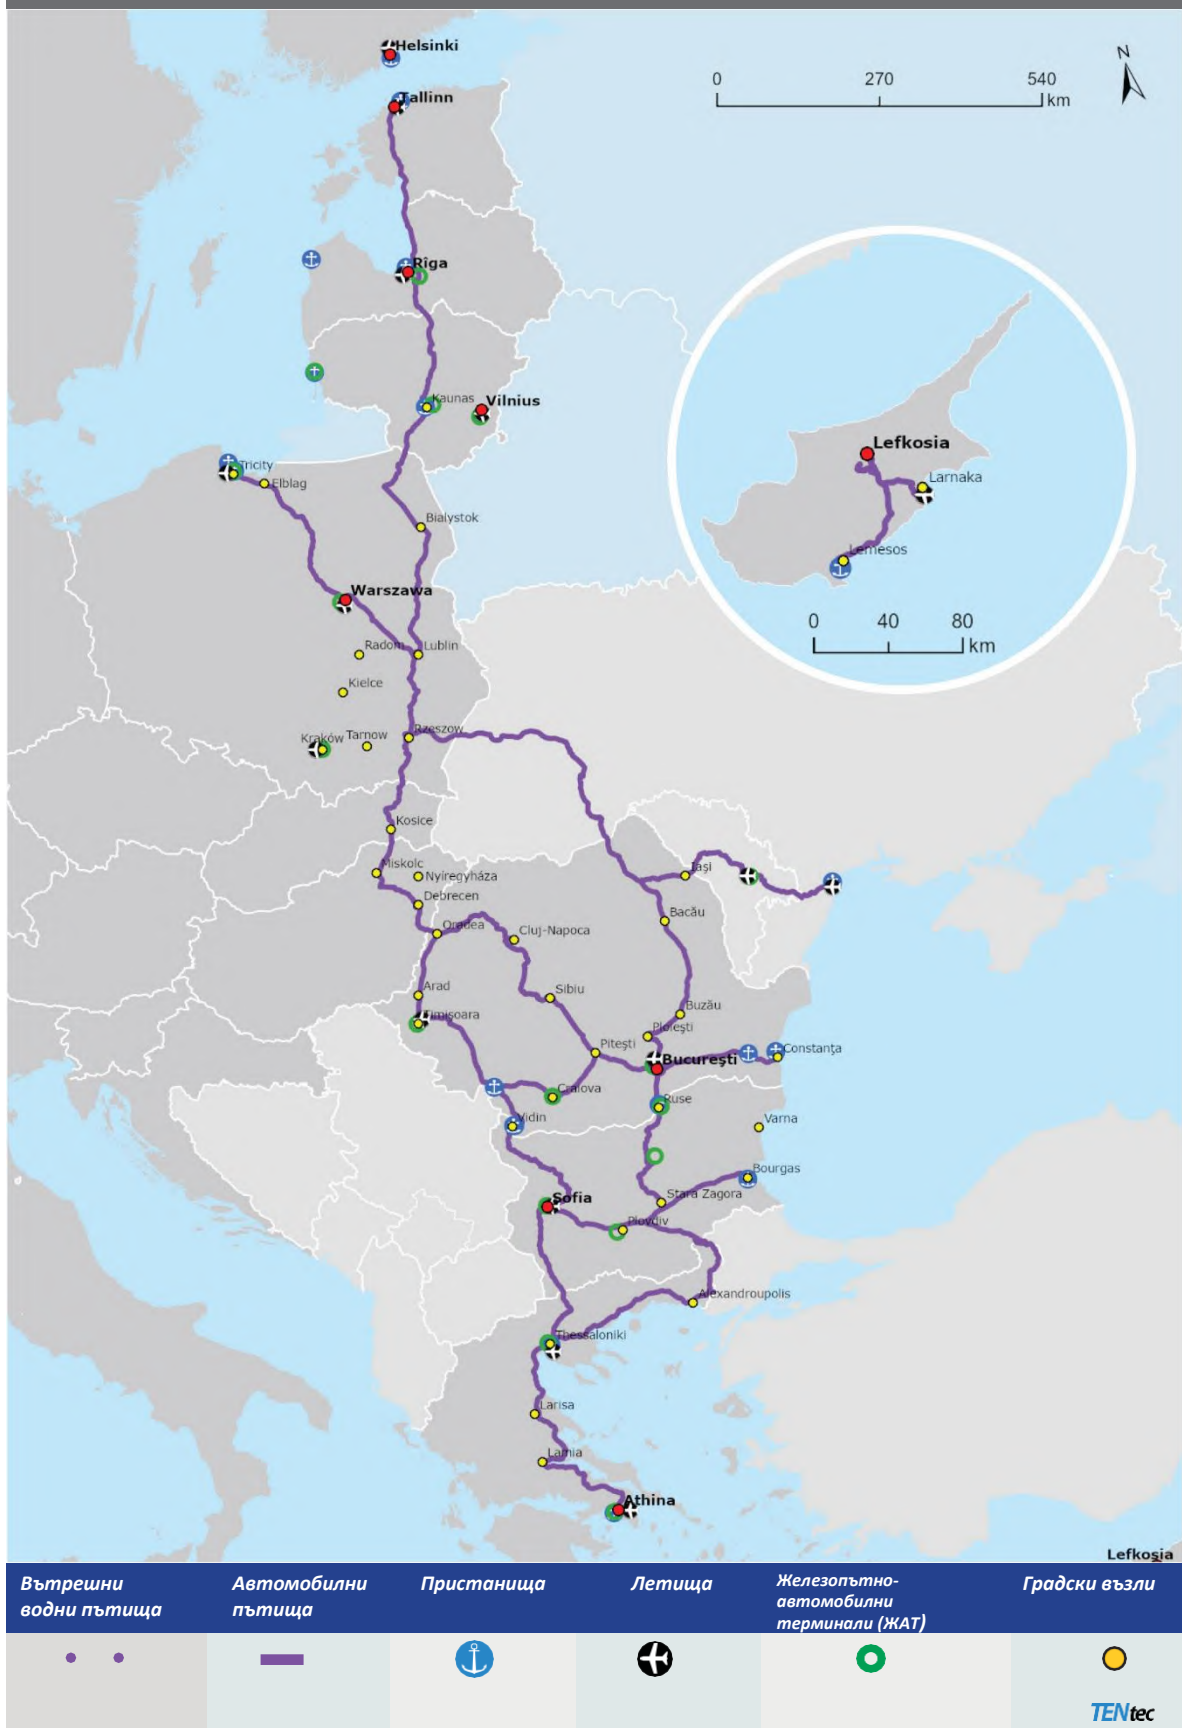 Helsinki
Tallinn
0 270 540
km
N
Rīga
Kaunas
Vilnius
Lefkosia
Larnaka
Lemesos
0 40 80
km
Tricity
Elblag
Bialystok
Warszawa
Radom
Lublin
Kielce
Rzeszow
Kraków
Tarnow
Kosice
Miskolc
Nyíregyháza
Debrecen
Iaşi
Oradea
Cluj-Napoca
Bacău
Arad
Sibiu
Timişoara
Buzău
Ploieşti
Piteşti
Bucureşti
Constanţa
Craiova
Ruse
Vidin
Varna
Bourgas
Sofia
Stara Zagora
Plovdiv
Alexandroupolis
Thessaloniki
Larisa
Lamia
Athina
Lefkosia
Вътрешни
водни пътища
Автомобилни
пътища
Пристанища
Летища
Железопътно-
автомобилни
терминали (ЖАТ)
Градски възли
TENtec